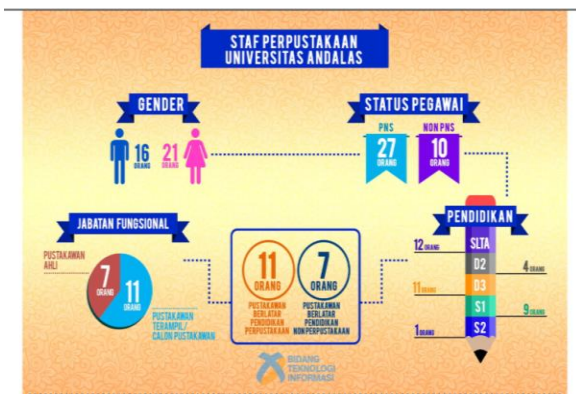 STAF PERPUSTAKAAN
UNIVERSITAS ANDALAS
GENDER
16
ORANG
21
ORANG
STATUS PEGAWAI
PNS
27
ORANG
NON PNS
10
ORANG
JABATAN FUNGSIONAL
PUSTAKAWAN
AHLI
7
ORANG
11
ORANG
PUSTAKAWAN
TERAMPIL/
CALON PUSTAKAWAN
11
ORANG
PUSTAKAWAN
BERLATAR
PENDIDIKAN
PERPUSTAKAAN
7
ORANG
PUSTAKAWAN
BERLATAR
PENDIDIKAN
NON PERPUSTAKAAN
PENDIDIKAN
12 ORANG
SLTA
D2
4 ORANG
11 ORANG
D3
S1
9 ORANG
1 ORANG
S2
BIDANG
TEKNOLOGI
INFORMASI